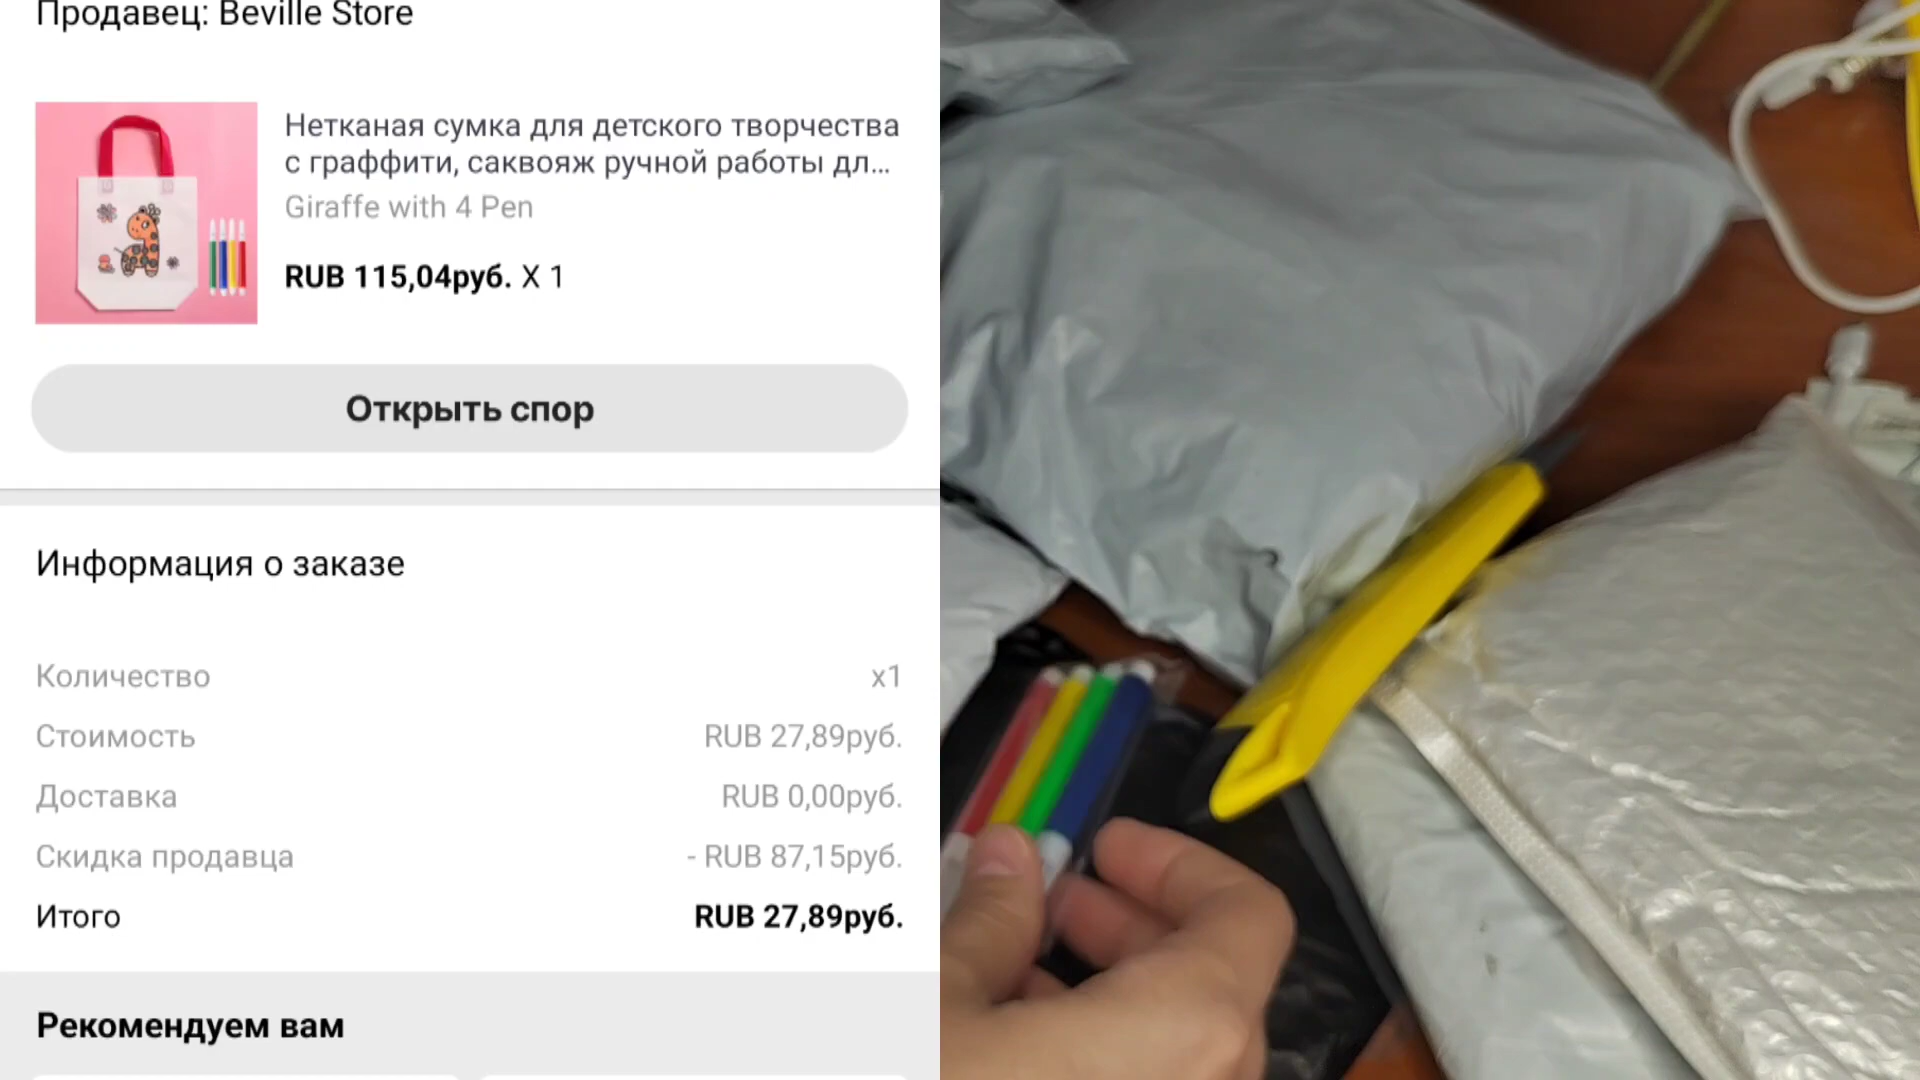 Продавец: Beville Store
Нетканая сумка для детского творчества
с граффити, саквояж ручной работы дл...
Giraffe with 4 Pen
RUB 115,04руб. X 1
Открыть спор
Информация о заказе
Количество x1
Стоимость RUB 27,89руб.
Доставка RUB 0,00руб.
Скидка продавца - RUB 87,15руб.
Итого RUB 27,89руб.
Рекомендуем вам